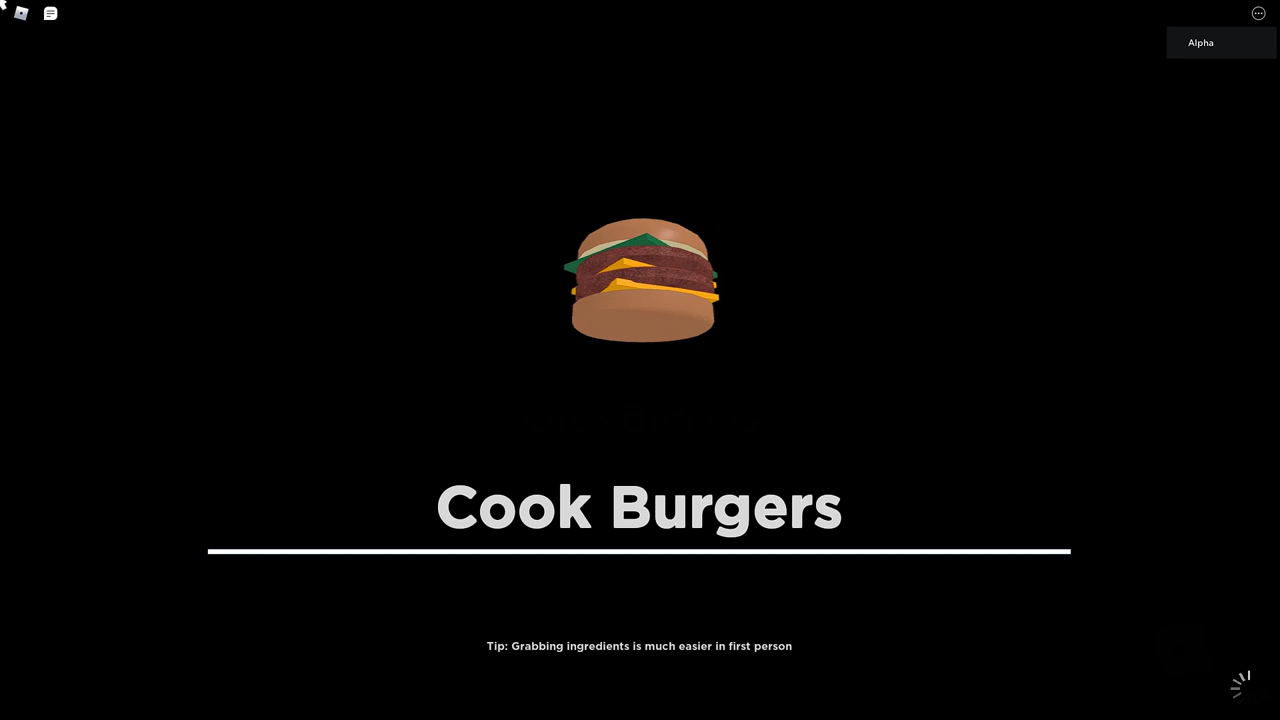 Alpha
Cook Burgers
Tip: Grabbing ingredients is much easier in first person